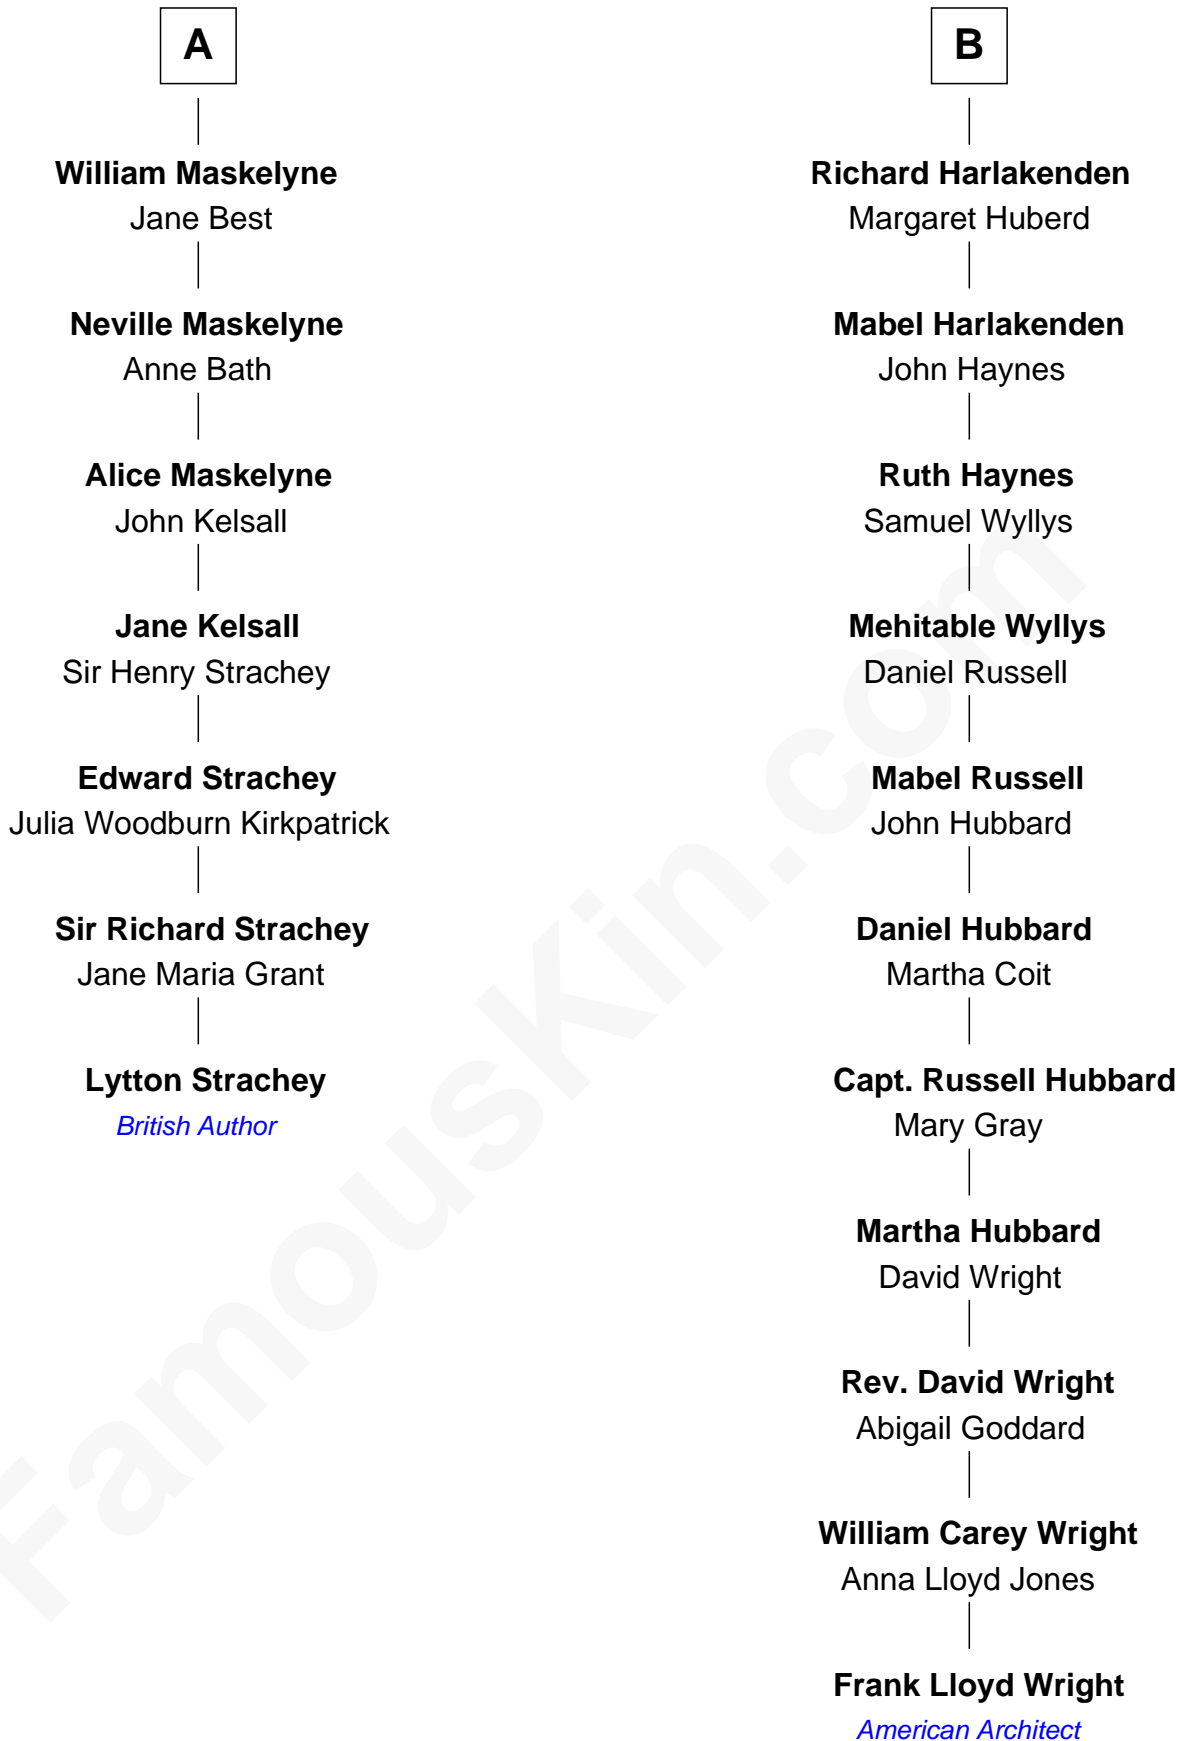 A
William Maskelyne
Jane Best
Neville Maskelyne
Anne Bath
Alice Maskelyne
John Kelsall
Jane Kelsall
Sir Henry Strachey
Edward Strachey
Julia Woodburn Kirkpatrick
Sir Richard Strachey
Jane Maria Grant
Lytton Strachey
British Author
B
Richard Harlakenden
Margaret Huberd
Mabel Harlakenden
John Haynes
Ruth Haynes
Samuel Wyllys
Mehitable Wyllys
Daniel Russell
Mabel Russell
John Hubbard
Daniel Hubbard
Martha Coit
Capt. Russell Hubbard
Mary Gray
Martha Hubbard
David Wright
Rev. David Wright
Abigail Goddard
William Carey Wright
Anna Lloyd Jones
Frank Lloyd Wright
American Architect
FamousKin.com